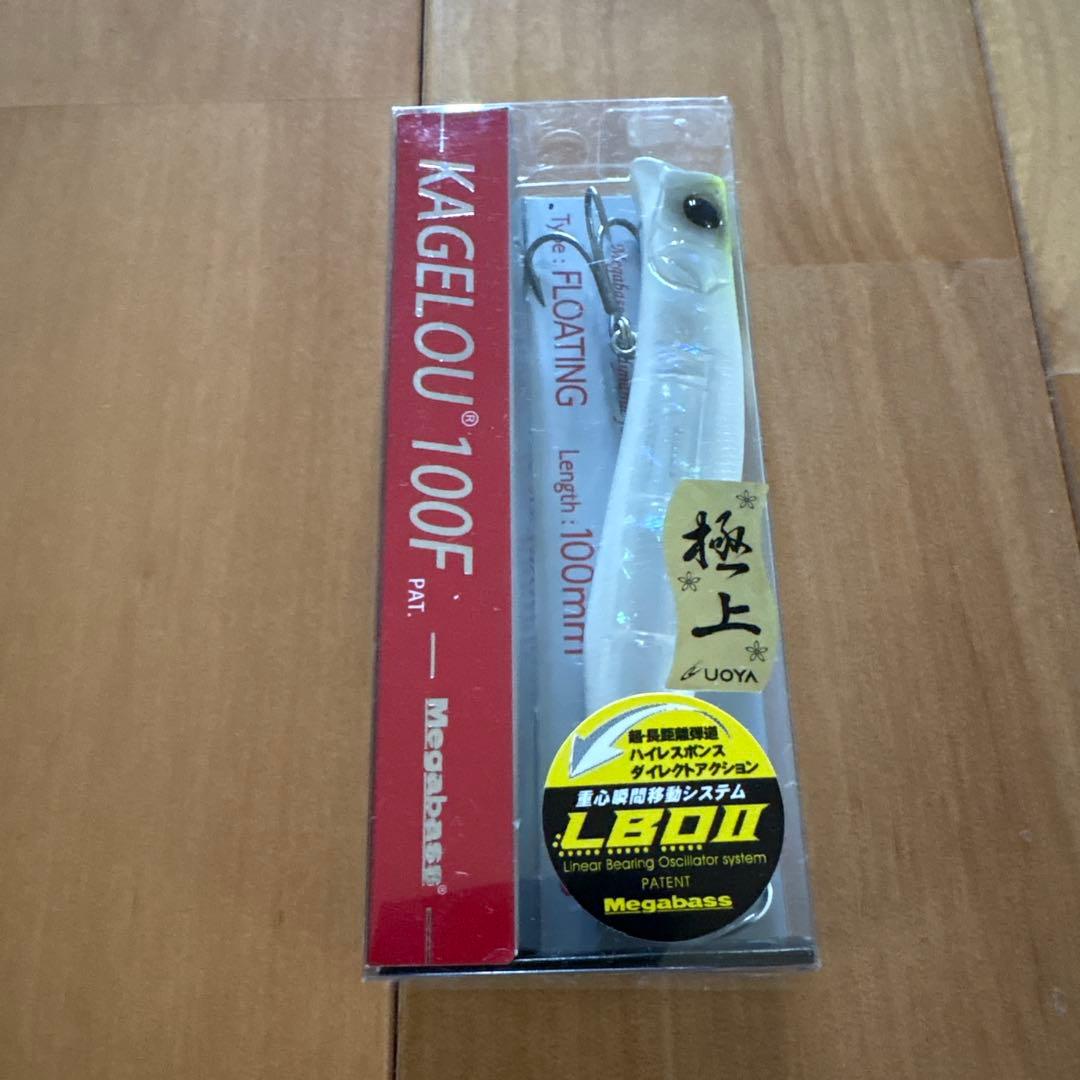 KAGELOU® 100F PAT.
Megabass®
Type : FLOATING
Length : 100mm
Megabass
極上
UOYA
超・長距離弾道
ハイレスポンス
ダイレクトアクション
重心瞬間移動システム
LBOII
Linear Bearing Oscillator system
PATENT
Megabass